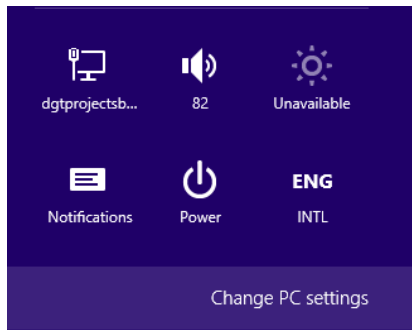 dgtprojectsb...
82
Unavailable
ENG
Notifications
Power
INTL
Change PC settings